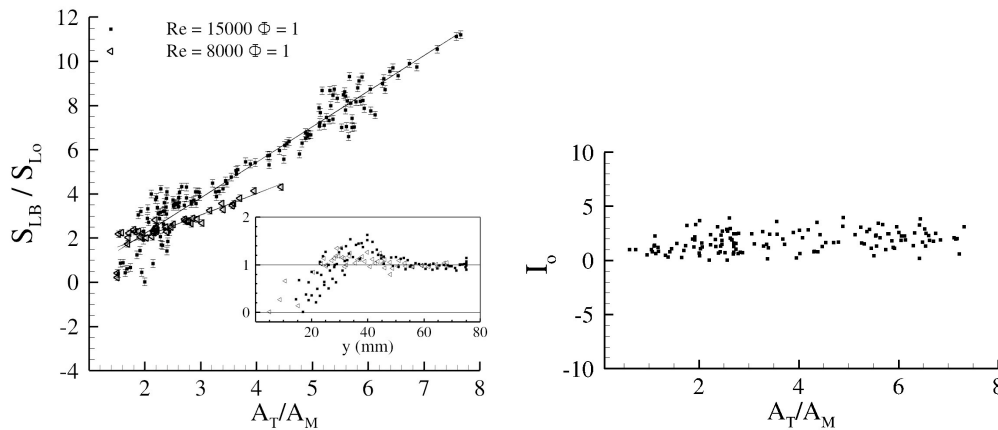 12
10
8
6
4
2
0
-2
-4
S_LB / S_Lo
Re = 15000 Φ = 1
Re = 8000 Φ = 1
2
1
0
20 40 60 80
y (mm)
2 3 4 5 6 7 8
A_T/A_M
10
5
0
-5
-10
I_o
2 4 6 8
A_T/A_M